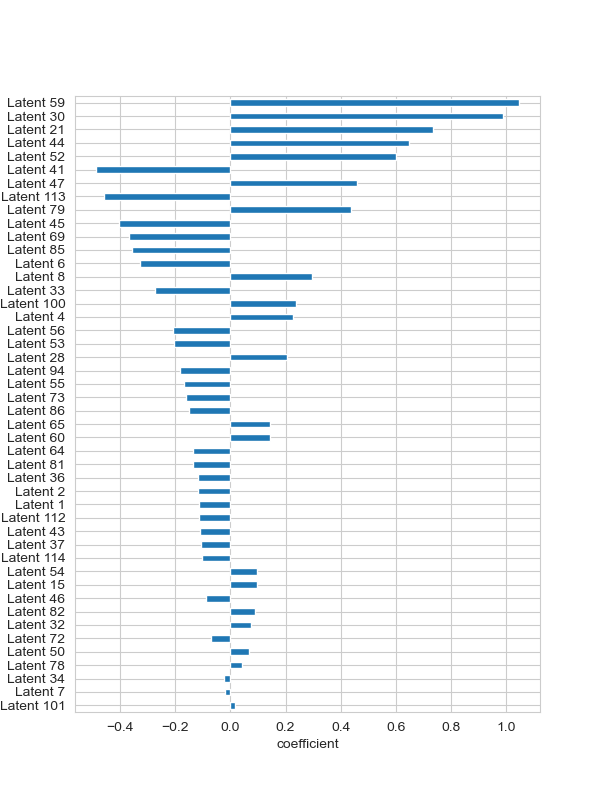 Latent 59
Latent 30
Latent 21
Latent 44
Latent 52
Latent 41
Latent 47
Latent 113
Latent 79
Latent 45
Latent 69
Latent 85
Latent 6
Latent 8
Latent 33
Latent 100
Latent 4
Latent 56
Latent 53
Latent 28
Latent 94
Latent 55
Latent 73
Latent 86
Latent 65
Latent 60
Latent 64
Latent 81
Latent 36
Latent 2
Latent 1
Latent 112
Latent 43
Latent 37
Latent 114
Latent 54
Latent 15
Latent 46
Latent 82
Latent 32
Latent 72
Latent 50
Latent 78
Latent 34
Latent 7
Latent 101
−0.4 −0.2 0.0 0.2 0.4 0.6 0.8 1.0
coefficient